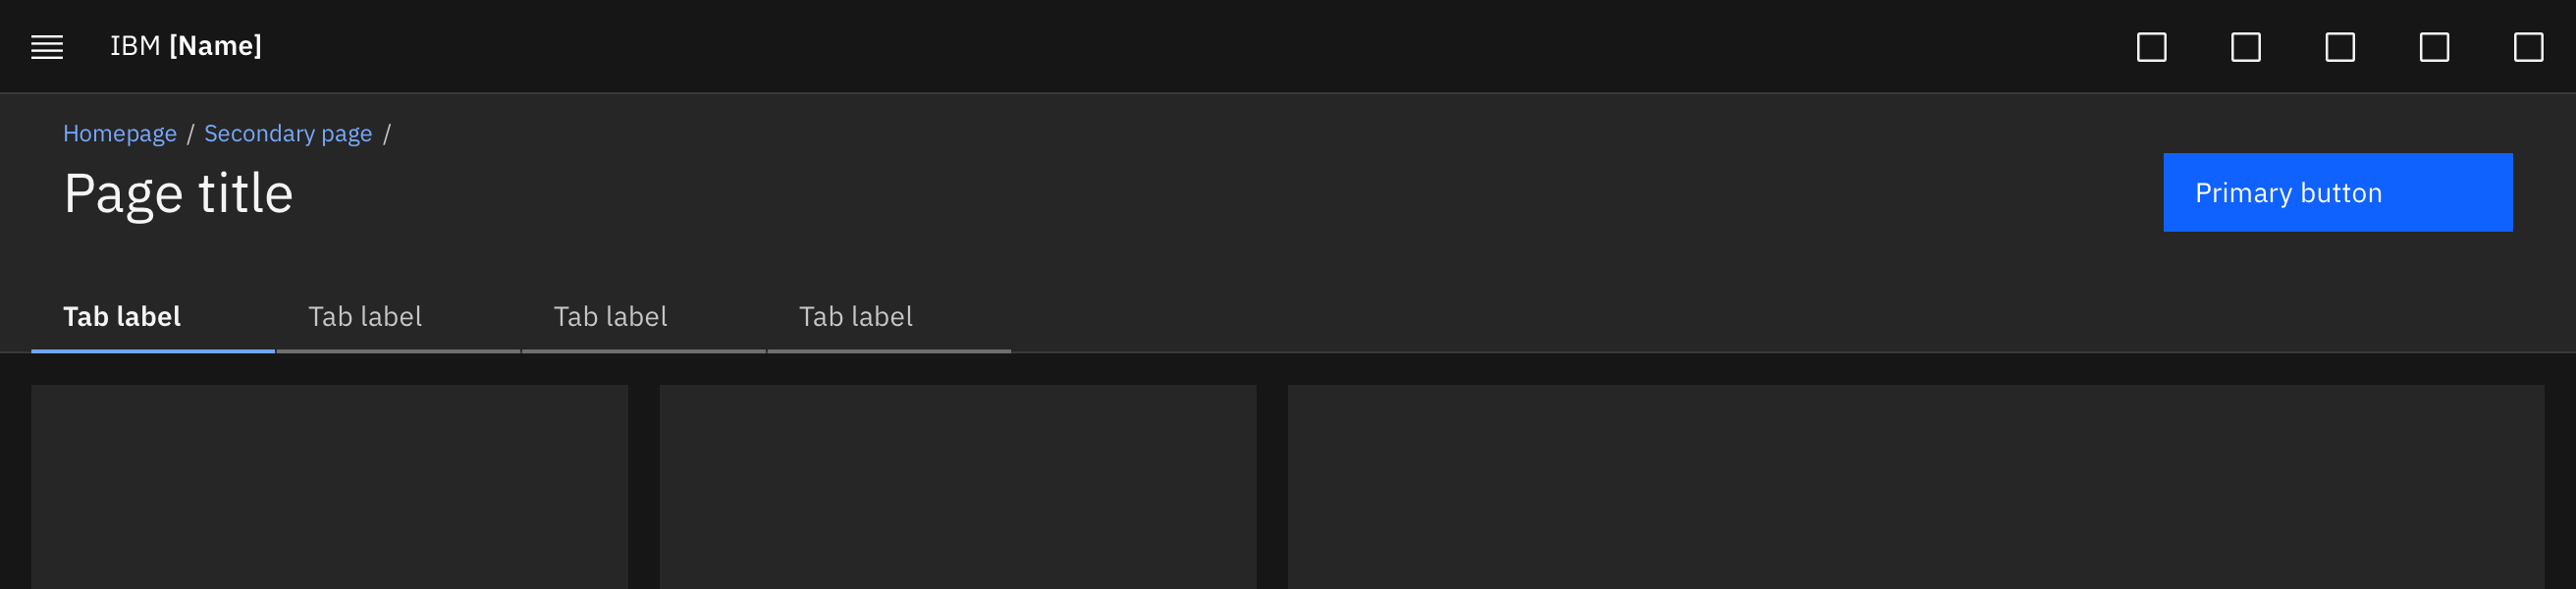 IBM [Name]
Homepage / Secondary page /
Page title
Primary button
Tab label
Tab label
Tab label
Tab label